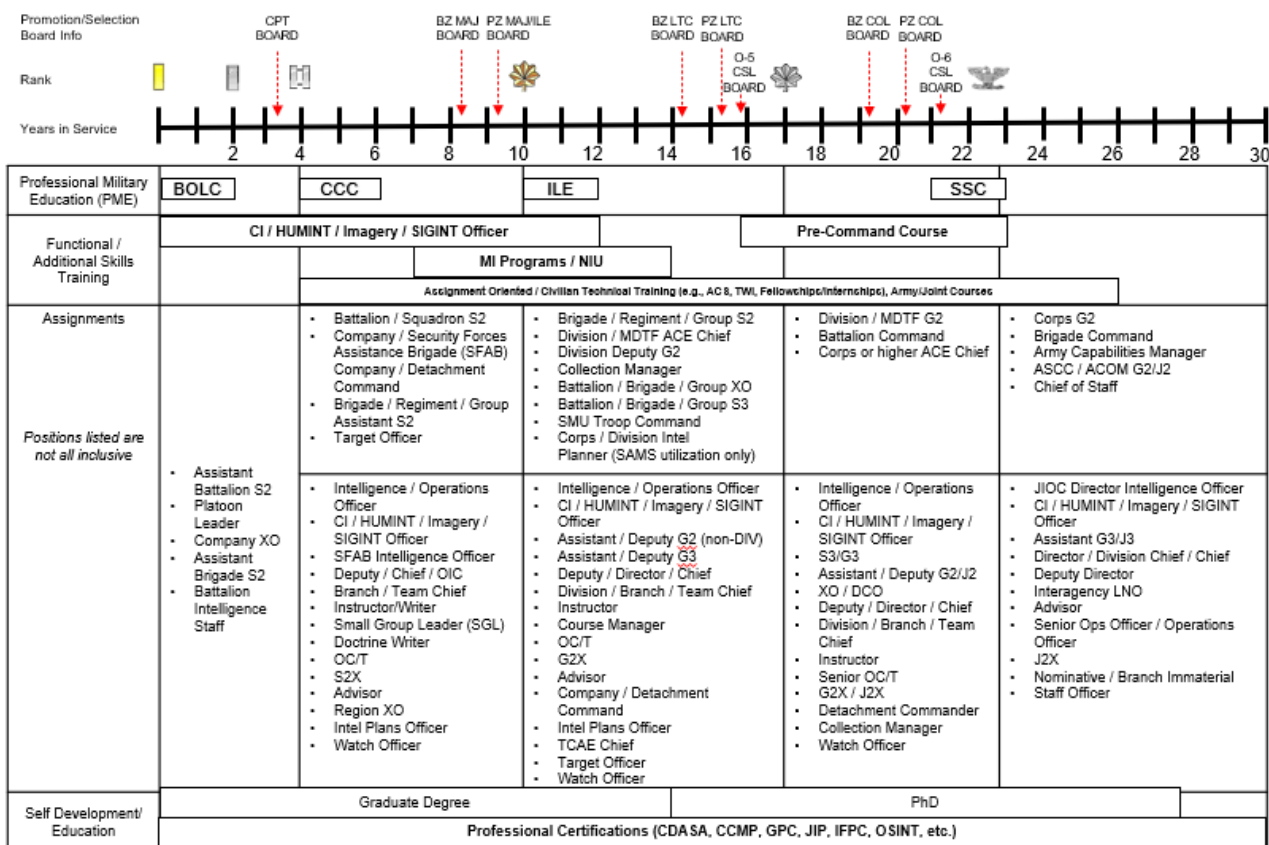 Promotion/Selection
Board Info
CPT
BOARD
BZ MAJ
BOARD
PZ MAJ/ILE
BOARD
BZ LTC
BOARD
PZ LTC
BOARD
BZ COL
BOARD
PZ COL
BOARD
Rank
O-5
CSL
BOARD
O-6
CSL
BOARD
Years in Service
2 4 6 8 10 12 14 16 18 20 22 24 26 28 30
Professional Military
Education (PME)
BOLC
CCC
ILE
SSC
Functional /
Additional Skills
Training
CI / HUMINT / Imagery / SIGINT Officer
Pre-Command Course
MI Programs / NIU
Assignment Oriented / Civilian Technical Training (e.g., ACS, TWI, Fellowships/Internships), Army/Joint Courses
Assignments
Positions listed are
not all inclusive
▪ Assistant
Battalion S2
▪ Platoon
Leader
▪ Company XO
▪ Assistant
Brigade S2
▪ Battalion
Intelligence
Staff
▪ Battalion / Squadron S2
▪ Company / Security Forces
Assistance Brigade (SFAB)
Company / Detachment
Command
▪ Brigade / Regiment / Group
Assistant S2
▪ Target Officer
▪ Brigade / Regiment / Group S2
▪ Division / MDTF ACE Chief
▪ Division Deputy G2
▪ Collection Manager
▪ Battalion / Brigade / Group XO
▪ Battalion / Brigade / Group S3
▪ SMU Troop Command
▪ Corps / Division Intel
Planner (SAMS utilization only)
▪ Division / MDTF G2
▪ Battalion Command
▪ Corps or higher ACE Chief
▪ Corps G2
▪ Brigade Command
▪ Army Capabilities Manager
▪ ASCC / ACOM G2/J2
▪ Chief of Staff
▪ Intelligence / Operations
Officer
▪ CI / HUMINT / Imagery /
SIGINT Officer
▪ SFAB Intelligence Officer
▪ Deputy / Chief / OIC
▪ Branch / Team Chief
▪ Instructor/Writer
▪ Small Group Leader (SGL)
▪ Doctrine Writer
▪ OC/T
▪ S2X
▪ Advisor
▪ Region XO
▪ Intel Plans Officer
▪ Watch Officer
▪ Intelligence / Operations Officer
▪ CI / HUMINT / Imagery / SIGINT
Officer
▪ Assistant / Deputy G2 (non-DIV)
▪ Assistant / Deputy G3
▪ Deputy / Director / Chief
▪ Division / Branch / Team Chief
▪ Instructor
▪ Course Manager
▪ OC/T
▪ G2X
▪ Advisor
▪ Company / Detachment
Command
▪ Intel Plans Officer
▪ TCAE Chief
▪ Target Officer
▪ Watch Officer
▪ Intelligence / Operations
Officer
▪ CI / HUMINT / Imagery /
SIGINT Officer
▪ S3/G3
▪ Assistant / Deputy G2/J2
▪ XO / DCO
▪ Deputy / Director / Chief
▪ Division / Branch / Team
Chief
▪ Instructor
▪ Senior OC/T
▪ G2X / J2X
▪ Detachment Commander
▪ Collection Manager
▪ Watch Officer
▪ JIOC Director Intelligence Officer
▪ CI / HUMINT / Imagery / SIGINT
Officer
▪ Assistant G3/J3
▪ Director / Division Chief / Chief
▪ Deputy Director
▪ Interagency LNO
▪ Advisor
▪ Senior Ops Officer / Operations
Officer
▪ J2X
▪ Nominative / Branch Immaterial
▪ Staff Officer
Self Development/
Education
Graduate Degree
PhD
Professional Certifications (CDASA, CCMP, GPC, JIP, IFPC, OSINT, etc.)